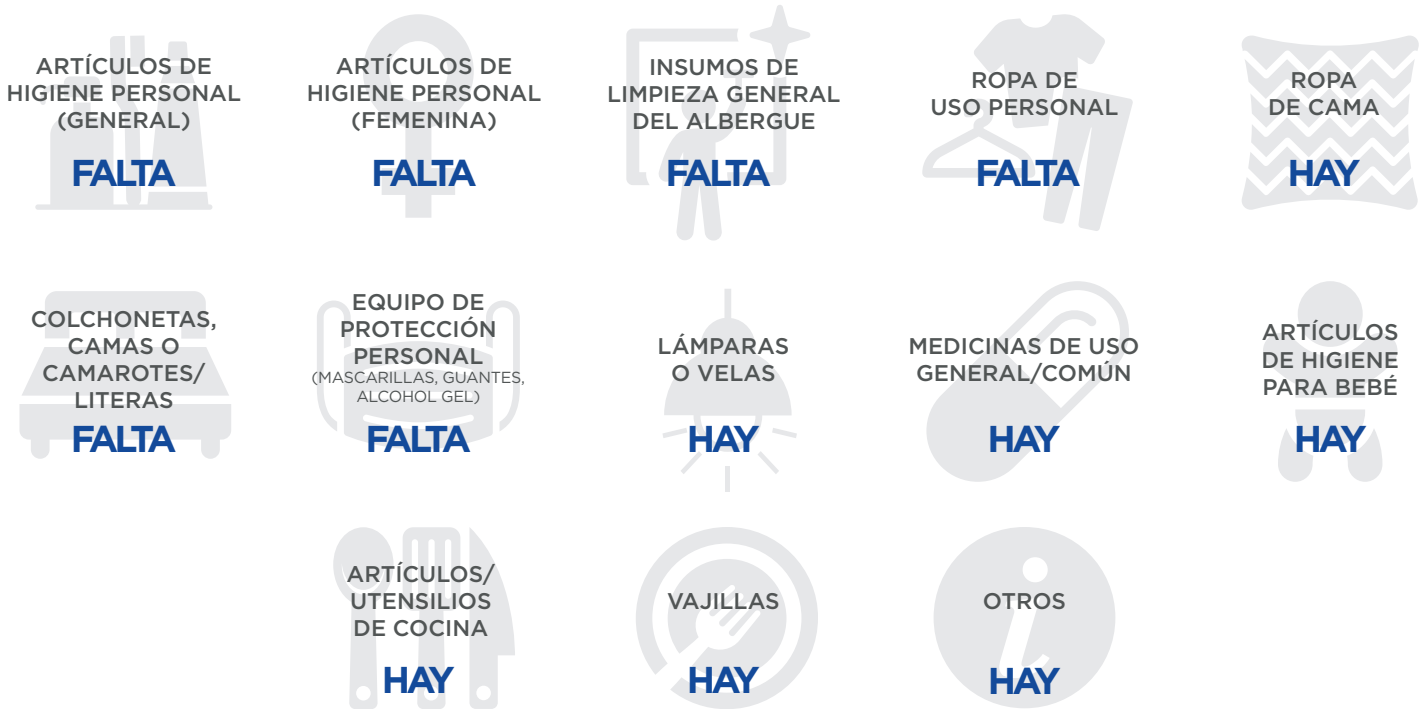 ARTÍCULOS DE
HIGIENE PERSONAL
(GENERAL)
FALTA
ARTÍCULOS DE
HIGIENE PERSONAL
(FEMENINA)
FALTA
INSUMOS DE
LIMPIEZA GENERAL
DEL ALBERGUE
FALTA
ROPA DE
USO PERSONAL
FALTA
ROPA
DE CAMA
HAY
COLCHONETAS,
CAMAS O
CAMAROTES/
LITERAS
FALTA
EQUIPO DE
PROTECCIÓN
PERSONAL
(MASCARILLAS, GUANTES,
ALCOHOL GEL)
FALTA
LÁMPARAS
O VELAS
HAY
MEDICINAS DE USO
GENERAL/COMÚN
HAY
ARTÍCULOS
DE HIGIENE
PARA BEBÉ
HAY
ARTÍCULOS/
UTENSILIOS
DE COCINA
HAY
VAJILLAS
HAY
OTROS
HAY